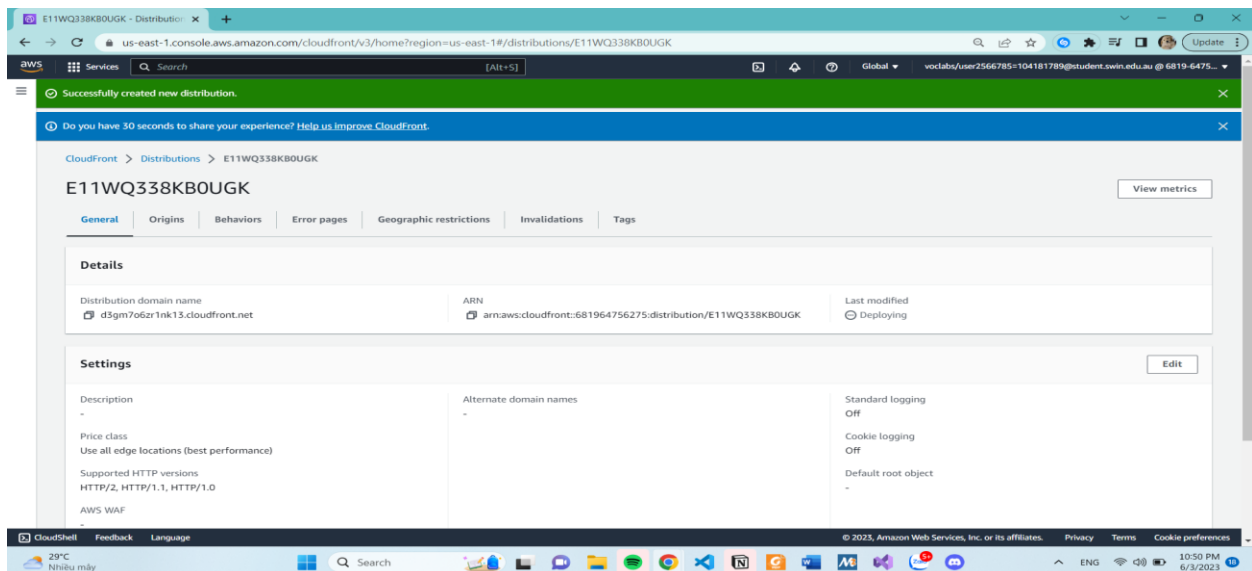 E11WQ338KB0UGK - Distribution
us-east-1.console.aws.amazon.com/cloudfront/v3/home?region=us-east-1#/distributions/E11WQ338KB0UGK
Update
aws
Services
Search
[Alt+S]
Global
voclabs/user2566785=104181789@student.swin.edu.au @ 6819-6475...
Successfully created new distribution.
Do you have 30 seconds to share your experience? Help us improve CloudFront.
CloudFront > Distributions > E11WQ338KB0UGK
E11WQ338KB0UGK
View metrics
General Origins Behaviors Error pages Geographic restrictions Invalidations Tags
Details
Distribution domain name
d3gm7o6zr1nk13.cloudfront.net
ARN
arn:aws:cloudfront::681964756275:distribution/E11WQ338KB0UGK
Last modified
Deploying
Settings
Edit
Description
-
Price class
Use all edge locations (best performance)
Supported HTTP versions
HTTP/2, HTTP/1.1, HTTP/1.0
AWS WAF
-
Alternate domain names
-
Standard logging
Off
Cookie logging
Off
Default root object
-
CloudShell Feedback Language
© 2023, Amazon Web Services, Inc. or its affiliates. Privacy Terms Cookie preferences
29°C
Nhiều mây
Search
ENG
10:50 PM
6/3/2023